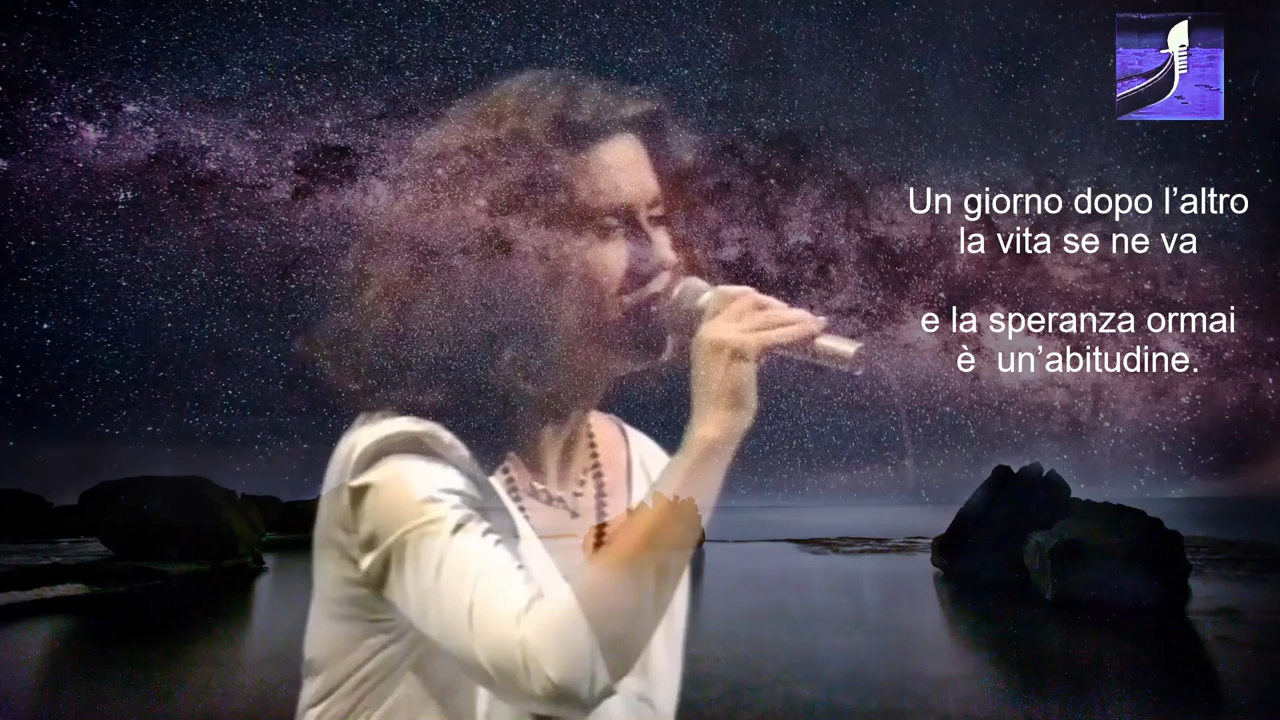 Un giorno dopo l’altro
la vita se ne va
e la speranza ormai
è  un’abitudine.